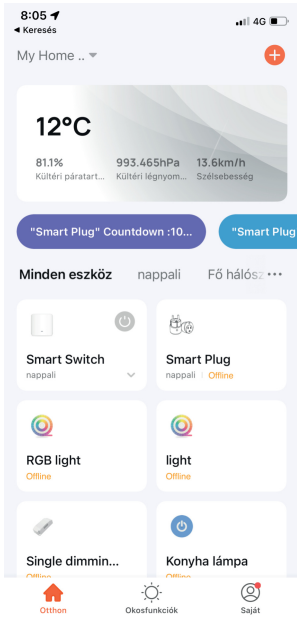 8:05
◀ Keresés
4G
My Home ..
12°C
81.1%
993.465hPa
13.6km/h
Kültéri páratart...
Kültéri légnyom...
Szélsebesség
"Smart Plug" Countdown :10...
"Smart Plug
Minden eszköz
nappali
Fő hálósz
Smart Switch
nappali
Smart Plug
nappali | Offline
RGB light
Offline
light
Offline
Single dimmin...
Offline
Konyha lámpa
Offline
Otthon
Okosfunkciók
Saját